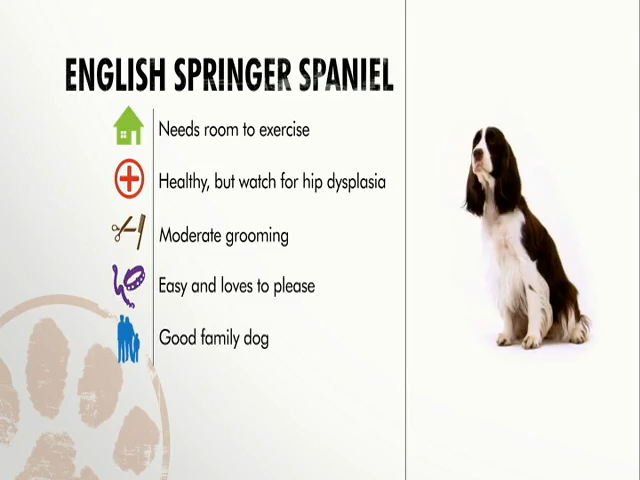 ENGLISH SPRINGER SPANIEL
Needs room to exercise
Healthy, but watch for hip dysplasia
Moderate grooming
Easy and loves to please
Good family dog